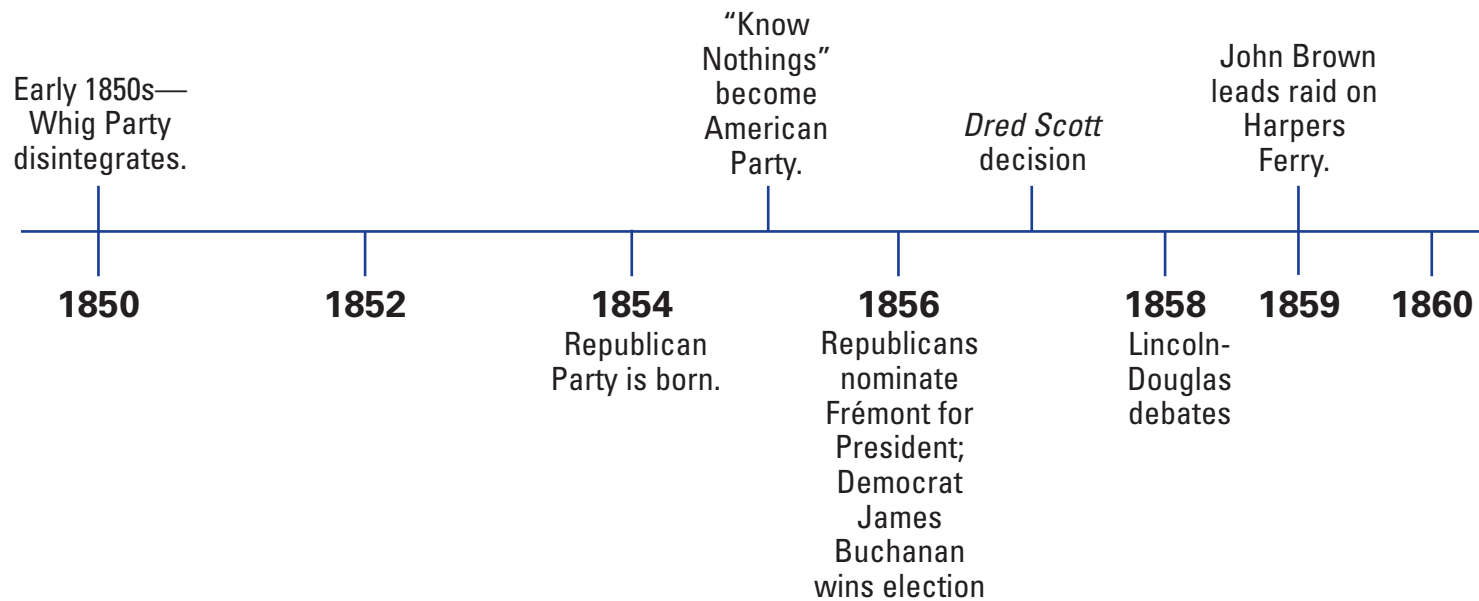 Early 1850s—
Whig Party
disintegrates.
“Know
Nothings”
become
American
Party.
Dred Scott
decision
John Brown
leads raid on
Harpers
Ferry.
1850
1852
1854
Republican
Party is born.
1856
Republicans
nominate
Frémont for
President;
Democrat
James
Buchanan
wins election
1858
Lincoln-
Douglas
debates
1859
1860